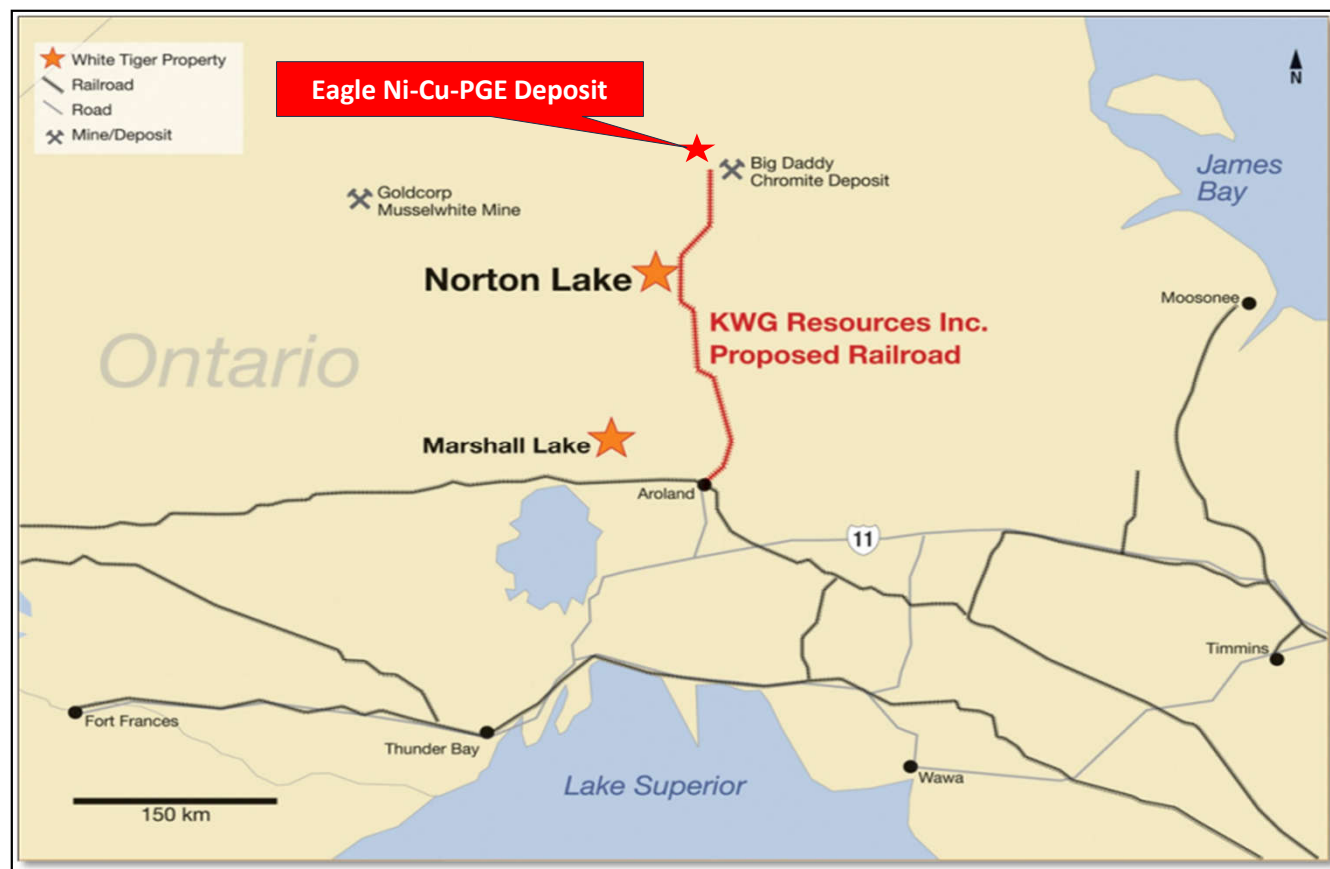 White Tiger Property
Railroad
Road
Mine/Deposit
Eagle Ni-Cu-PGE Deposit
N
Big Daddy
Chromite Deposit
James
Bay
Goldcorp
Musselwhite Mine
Norton Lake
Moosonee
KWG Resources Inc.
Proposed Railroad
Ontario
Marshall Lake
Aroland
11
Timmins
Fort Frances
Thunder Bay
Wawa
Lake Superior
150 km